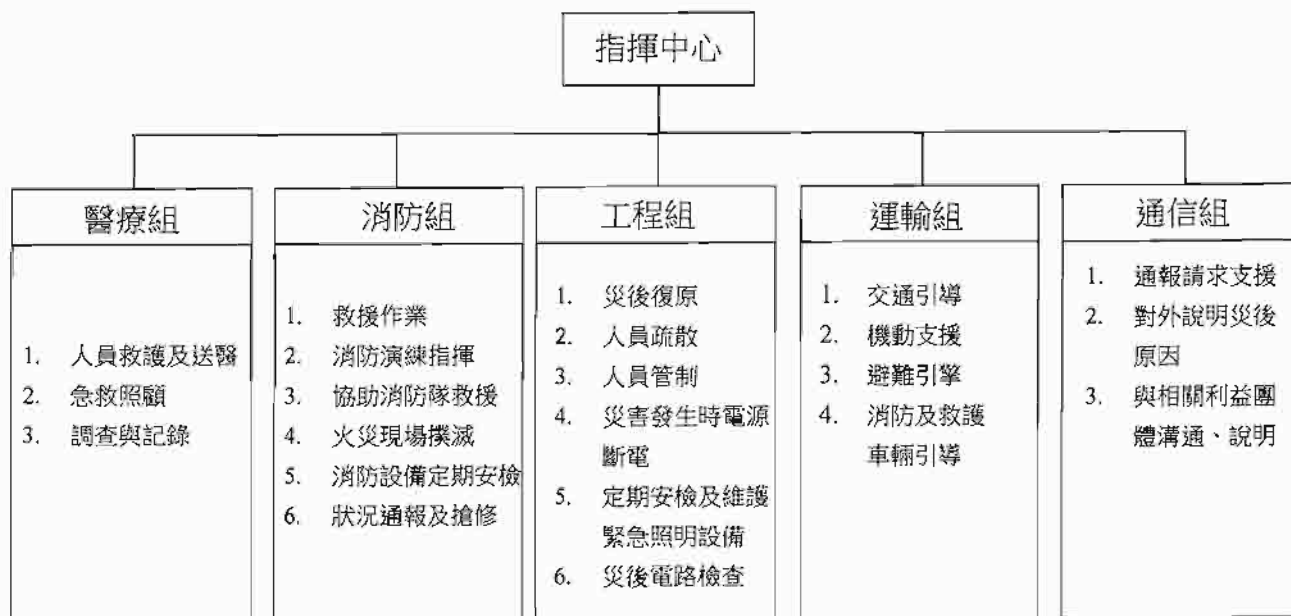 指揮中心
醫療組
1. 人員救護及送醫
2. 急救照顧
3. 調查與記錄
消防組
1. 救援作業
2. 消防演練指揮
3. 協助消防隊救援
4. 火災現場撲滅
5. 消防設備定期安檢
6. 狀況通報及搶修
工程組
1. 災後復原
2. 人員疏散
3. 人員管制
4. 災害發生時電源
斷電
5. 定期安檢及維護
緊急照明設備
6. 災後電路檢查
運輸組
1. 交通引導
2. 機動支援
3. 避難引擎
4. 消防及救護
車輛引導
通信組
1. 通報請求支援
2. 對外說明災後
原因
3. 與相關利益團
體溝通、說明